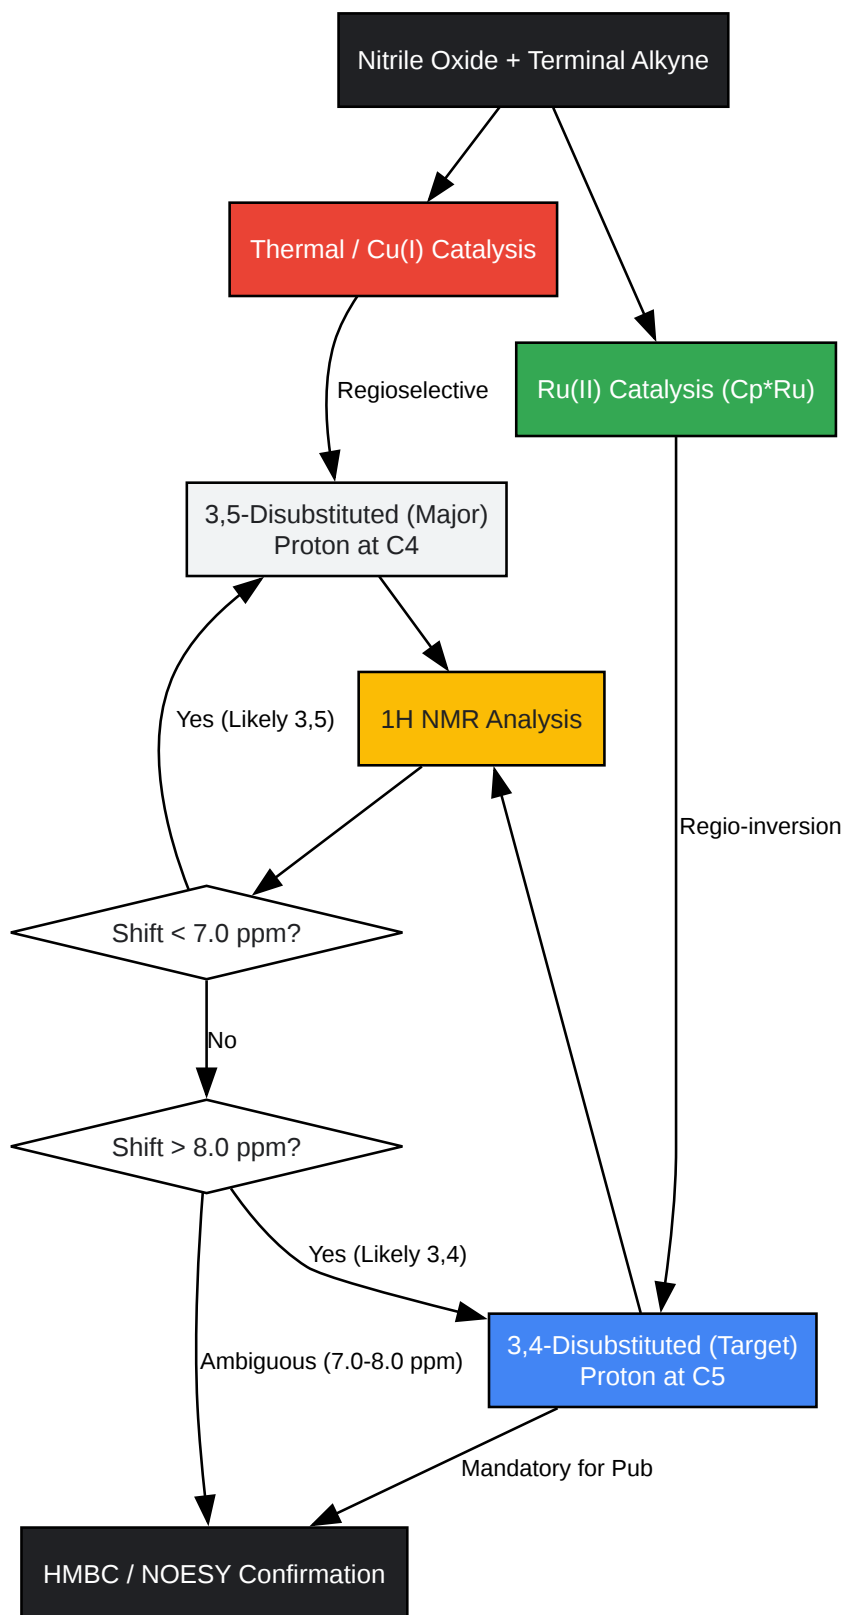 Nitrile Oxide + Terminal Alkyne
Thermal / Cu(I) Catalysis
Ru(II) Catalysis (Cp*Ru)
Regioselective
3,5-Disubstituted (Major)
Proton at C4
1H NMR Analysis
Yes (Likely 3,5)
Regio-inversion
Shift < 7.0 ppm?
No
Shift > 8.0 ppm?
Yes (Likely 3,4)
Ambiguous (7.0-8.0 ppm)
3,4-Disubstituted (Target)
Proton at C5
Mandatory for Pub
HMBC / NOESY Confirmation